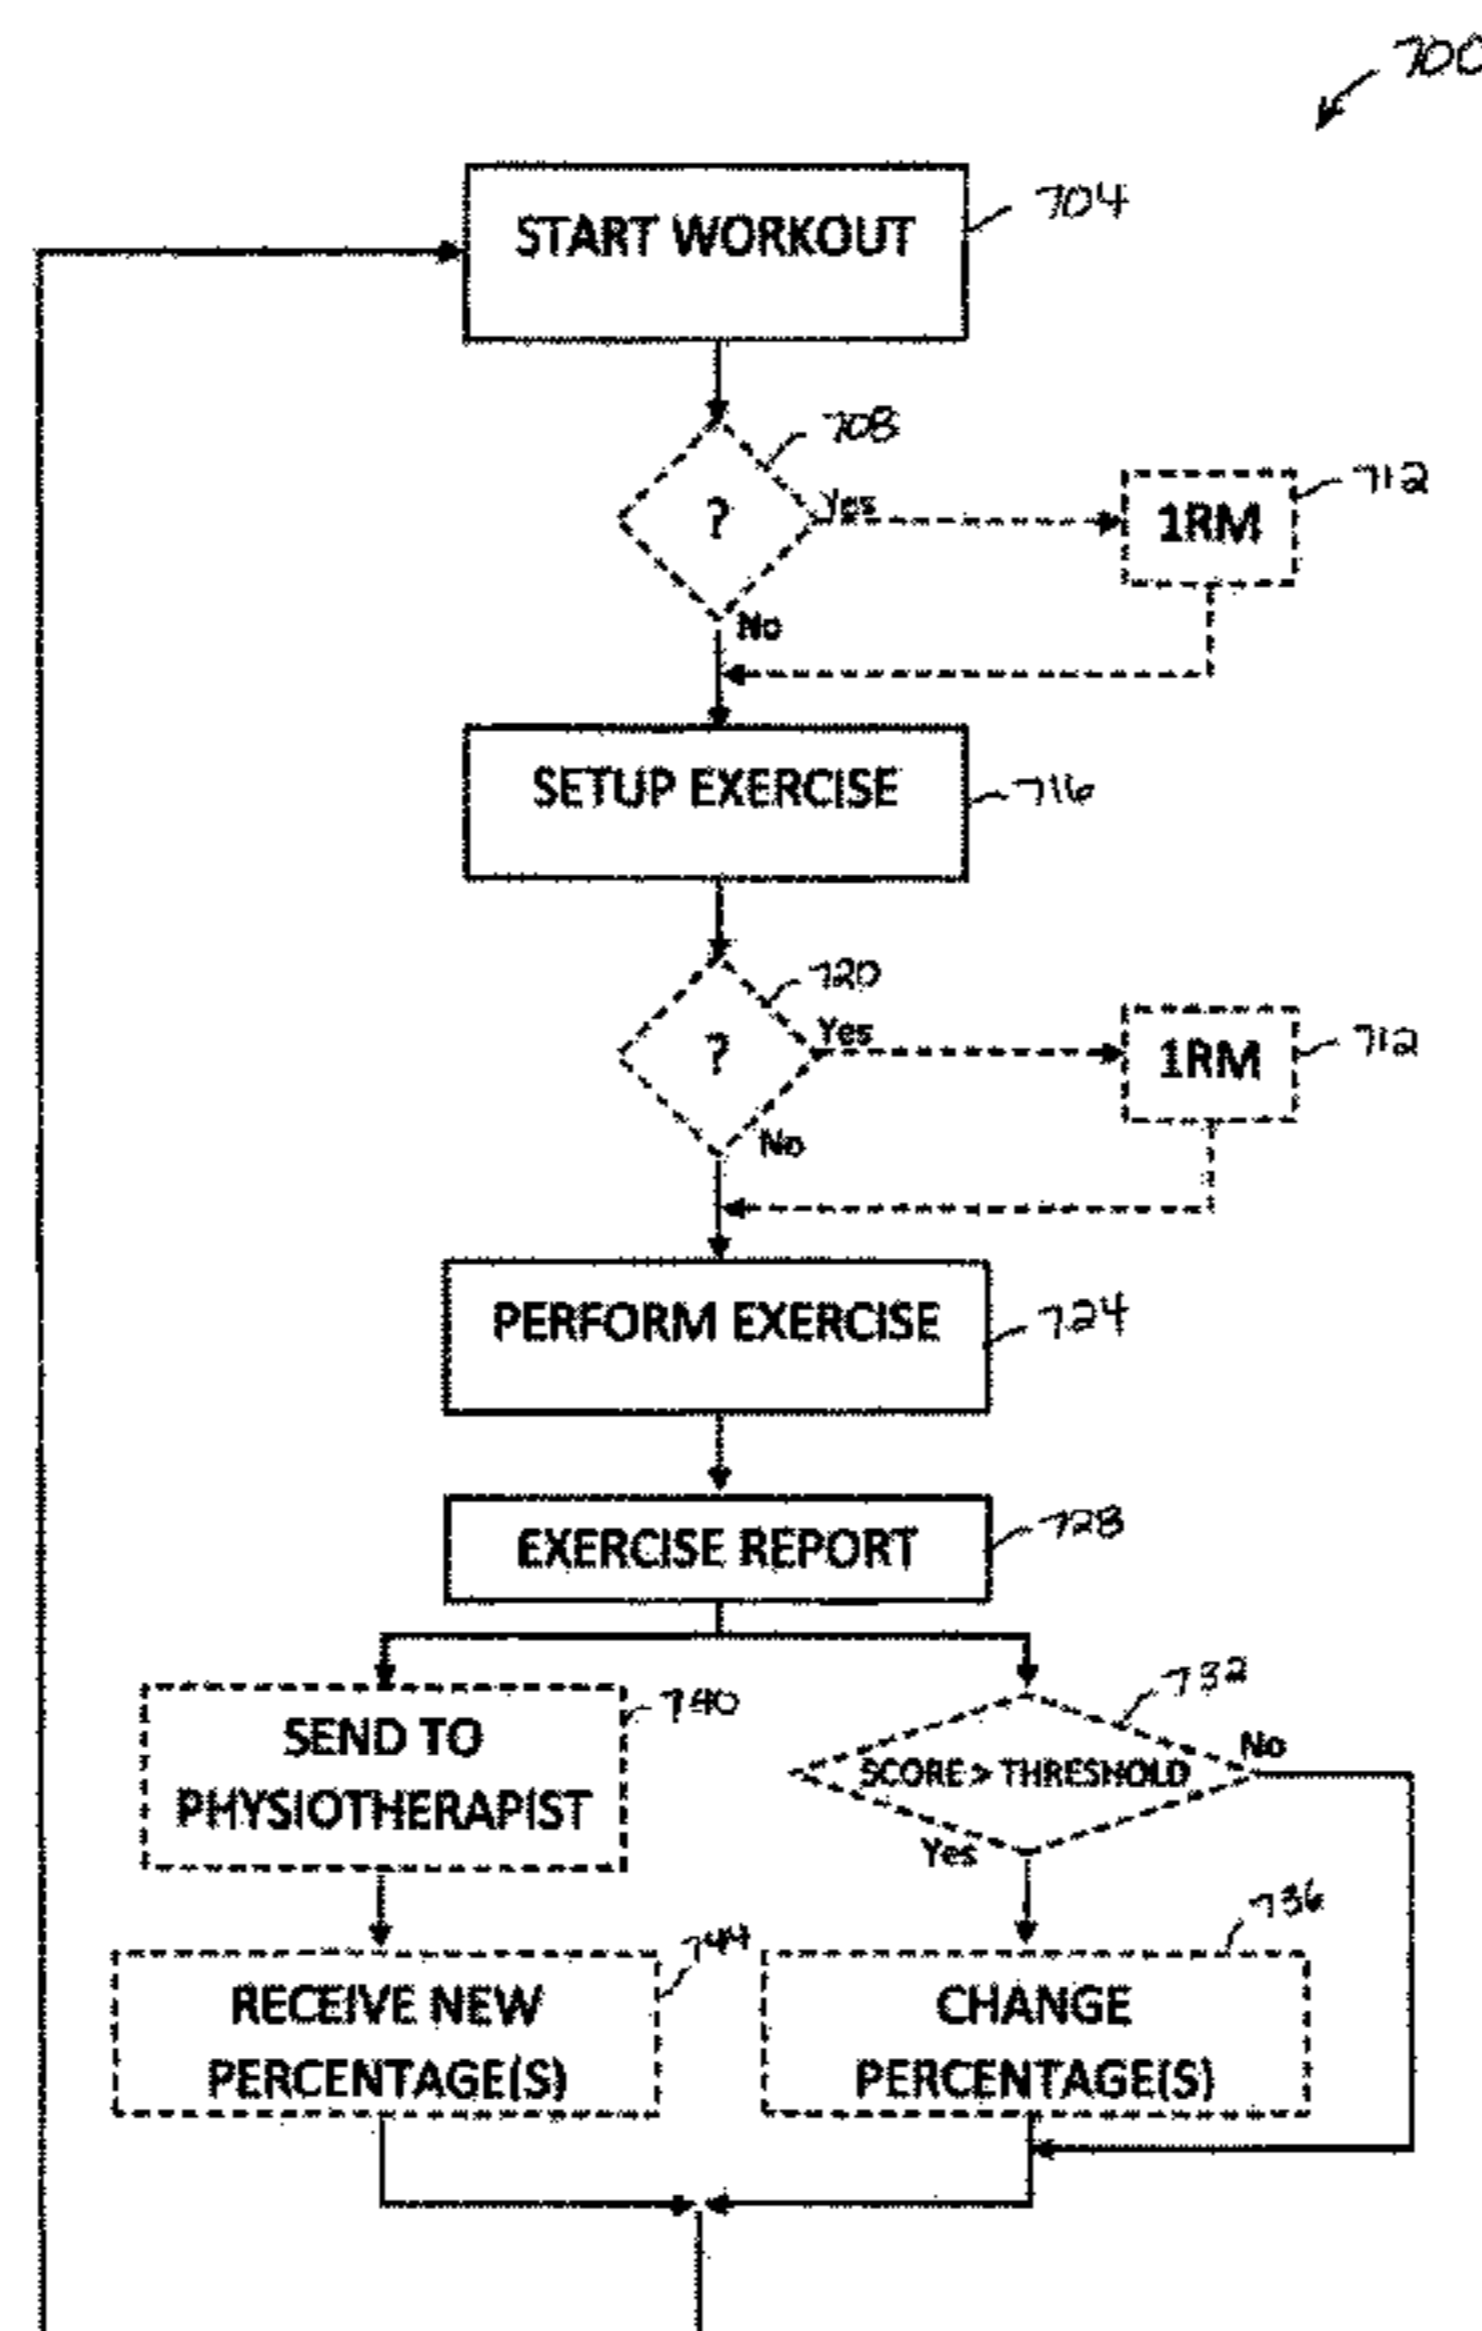 700
START WORKOUT
704
708
?
Yes
1RM
712
No
SETUP EXERCISE
716
720
?
Yes
1RM
712
No
PERFORM EXERCISE
724
EXERCISE REPORT
728
SEND TO
PHYSIOTHERAPIST
740
732
SCORE > THRESHOLD
No
Yes
736
744
RECEIVE NEW
PERCENTAGE(S)
CHANGE
PERCENTAGE(S)